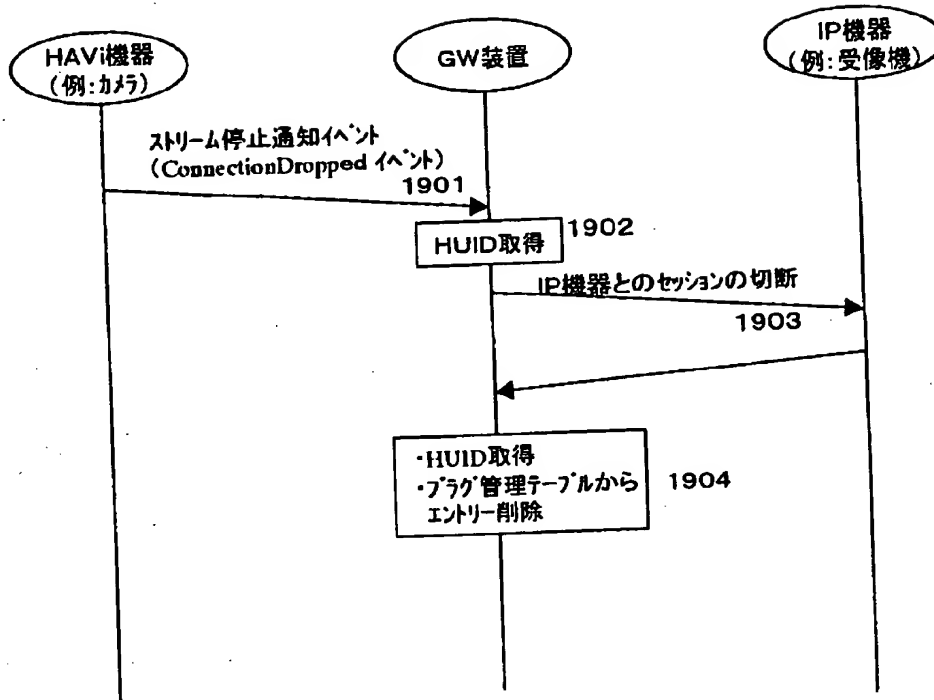 HAVi機器
(例:カメラ)
GW装置
IP機器
(例:受像機)
ストリーム停止通知イベント
(ConnectionDropped イベント)
1901
HUID取得
1902
IP機器とのセッションの切断
1903
・HUID取得
・プラグ管理テーブルから
エントリー削除
1904